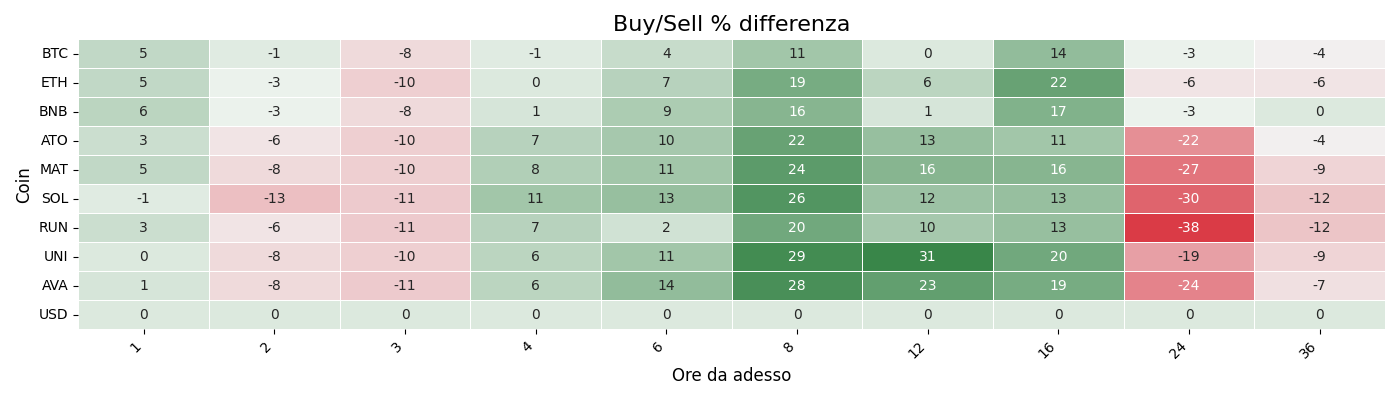 Buy/Sell % differenza
Coin
BTC 5 -1 -8 -1 4 11 0 14 -3 -4
ETH 5 -3 -10 0 7 19 6 22 -6 -6
BNB 6 -3 -8 1 9 16 1 17 -3 0
ATO 3 -6 -10 7 10 22 13 11 -22 -4
MAT 5 -8 -10 8 11 24 16 16 -27 -9
SOL -1 -13 -11 11 13 26 12 13 -30 -12
RUN 3 -6 -11 7 2 20 10 13 -38 -12
UNI 0 -8 -10 6 11 29 31 20 -19 -9
AVA 1 -8 -11 6 14 28 23 19 -24 -7
USD 0 0 0 0 0 0 0 0 0 0
1 2 3 4 6 8 12 16 24 36
Ore da adesso